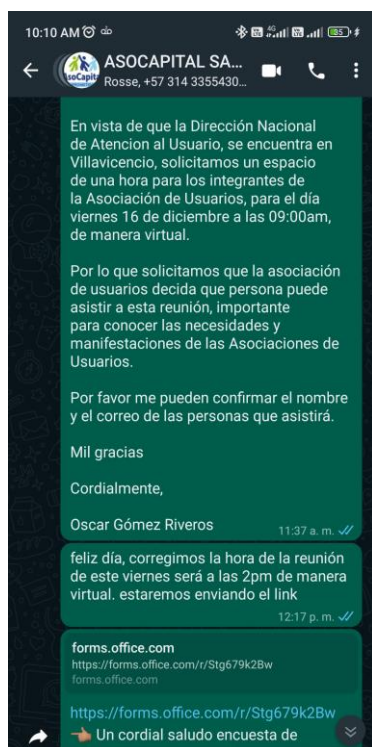 10:10 AM
4G
85
ASOCAPITAL SA...
Rosse, +57 314 3355430...
AsoCapit
En vista de que la Dirección Nacional
de Atencion al Usuario, se encuentra en
Villavicencio, solicitamos un espacio
de una hora para los integrantes de
la Asociación de Usuarios, para el día
viernes 16 de diciembre a las 09:00am,
de manera virtual.
Por lo que solicitamos que la asociación
de usuarios decida que persona puede
asistir a esta reunión, importante
para conocer las necesidades y
manifestaciones de las Asociaciones de
Usuarios.
Por favor me pueden confirmar el nombre
y el correo de las personas que asistirá.
Mil gracias
Cordialmente,
Oscar Gómez Riveros
11:37 a. m.
feliz día, corregimos la hora de la reunión
de este viernes será a las 2pm de manera
virtual. estaremos enviando el link
12:17 p. m.
forms.office.com
https://forms.office.com/r/Stg679k2Bw
forms.office.com
https://forms.office.com/r/Stg679k2Bw
Un cordial saludo encuesta de